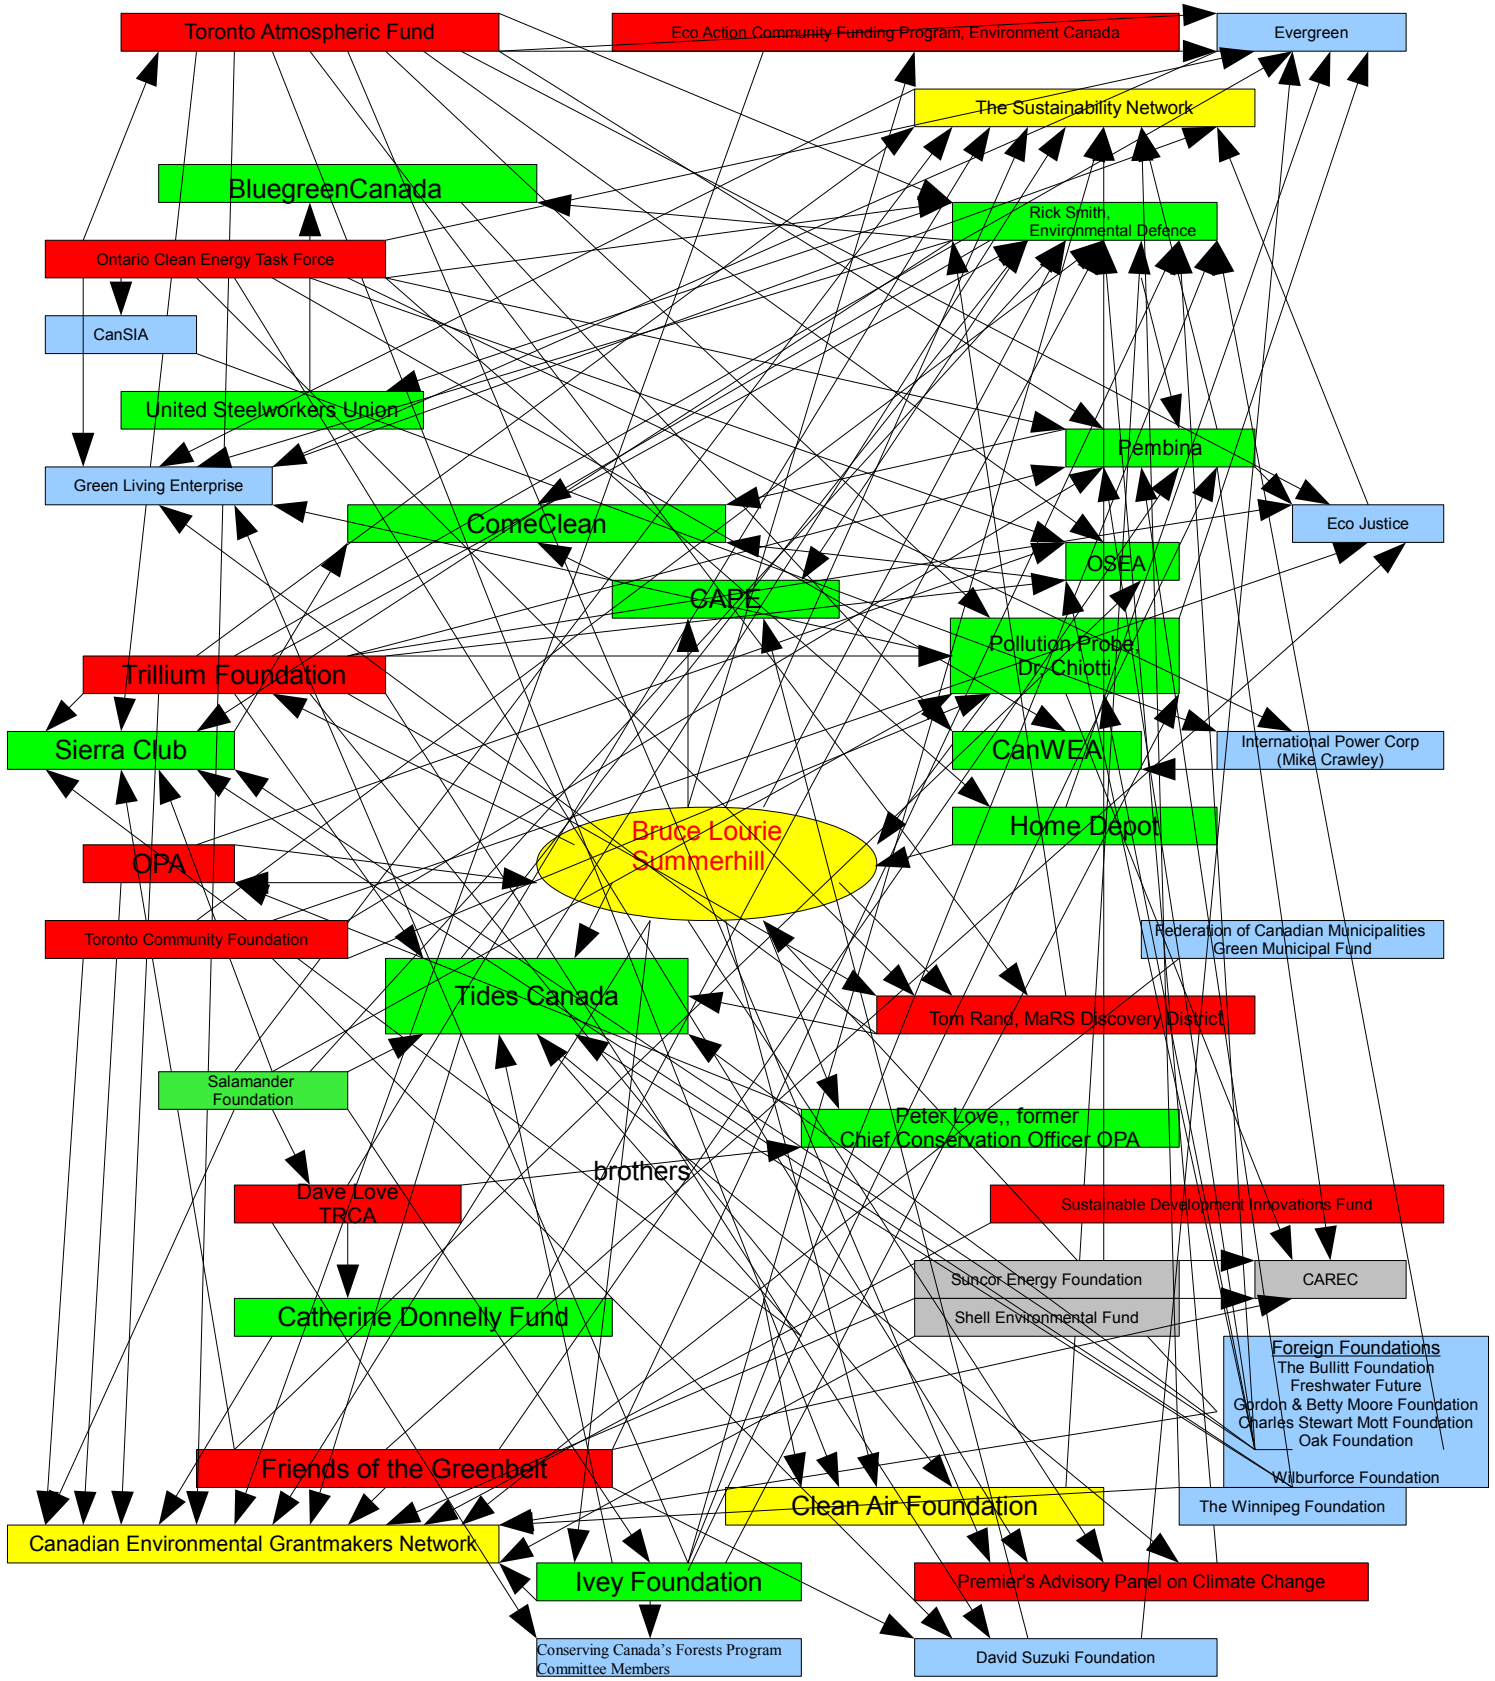 Toronto Atmospheric Fund
Eco Action Community Funding Program, Environment Canada
Evergreen
The Sustainability Network
BluegreenCanada
Rick Smith,
Environmental Defence
Ontario Clean Energy Task Force
CanSIA
United Steelworkers Union
Pembina
Green Living Enterprise
ComeClean
Eco Justice
OSEA
CAPE
Pollution Probe,
Dr. Chiotti
Trillium Foundation
Sierra Club
CanWEA
International Power Corp
(Mike Crawley)
Bruce Lourie
Summerhill
Home Depot
OPA
Toronto Community Foundation
Federation of Canadian Municipalities
Green Municipal Fund
Tides Canada
Tom Rand, MaRS Discovery District
Salamander
Foundation
Peter Love,, former
Chief Conservation Officer OPA
brothers
Dave Love
TRCA
Sustainable Development Innovations Fund
Suncor Energy Foundation
CAREC
Catherine Donnelly Fund
Shell Environmental Fund
Foreign Foundations
The Bullitt Foundation
Freshwater Future
Gordon & Betty Moore Foundation
Charles Stewart Mott Foundation
Oak Foundation
Wilburforce Foundation
Friends of the Greenbelt
Clean Air Foundation
The Winnipeg Foundation
Canadian Environmental Grantmakers Network
Ivey Foundation
Premier's Advisory Panel on Climate Change
Conserving Canada’s Forests Program
Committee Members
David Suzuki Foundation